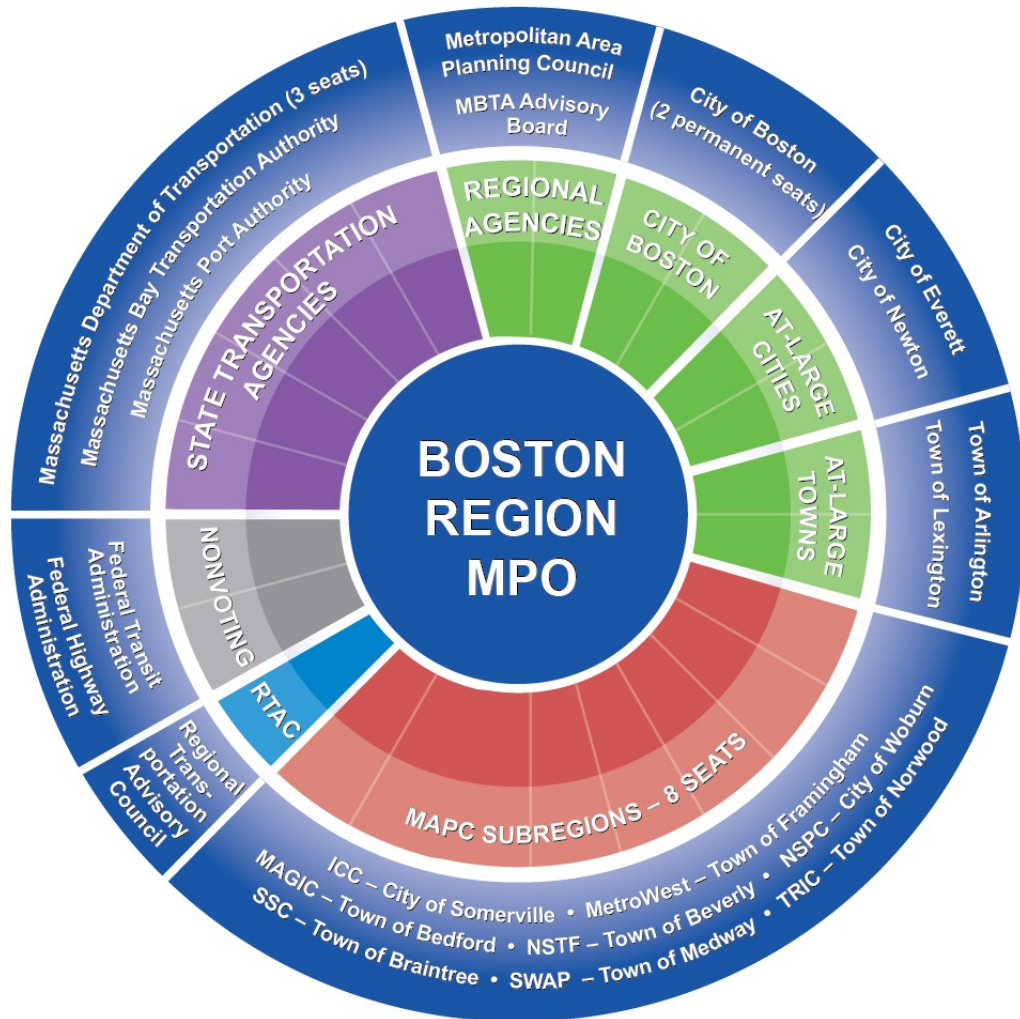 BOSTON
REGION
MPO
STATE TRANSPORTATION
AGENCIES
Massachusetts Department of Transportation (3 seats)
Massachusetts Bay Transportation Authority
Massachusetts Port Authority
REGIONAL
AGENCIES
Metropolitan Area
Planning Council
MBTA Advisory
Board
CITY OF
BOSTON
City of Boston
(2 permanent seats)
AT-LARGE
CITIES
City of Everett
City of Newton
AT-LARGE
TOWNS
Town of Arlington
Town of Lexington
MAPC SUBREGIONS – 8 SEATS
ICC – City of Somerville • MetroWest – Town of Framingham
MAGIC – Town of Bedford • NSTF – Town of Beverly • NSPC – City of Woburn
SSC – Town of Braintree • SWAP – Town of Medway • TRIC – Town of Norwood
RTAC
Regional
Trans-
portation
Advisory
Council
NONVOTING
Federal Transit
Administration
Federal Highway
Administration